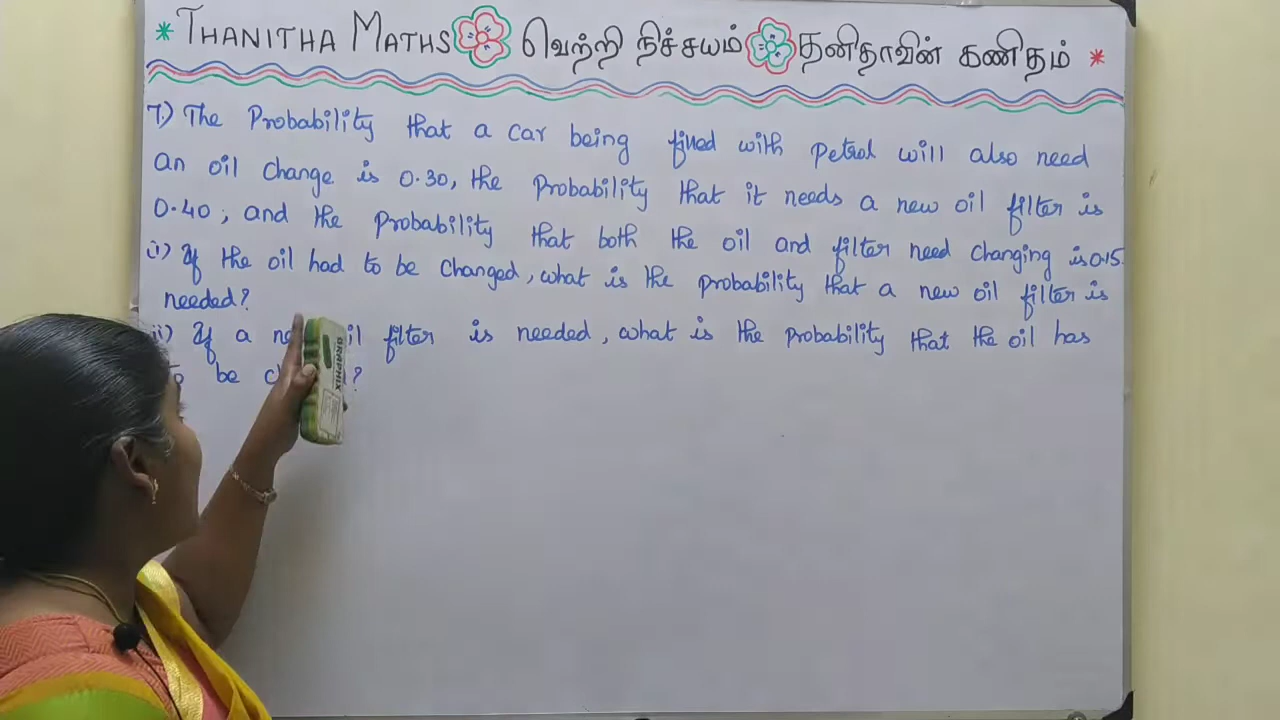 * THANITHA MATHS வெற்றி நிச்சயம் தனிதாவின் கணிதம் *
7.) The Probability that a car being filled with Petrol will also need
an oil change is 0.30, the Probability that it needs a new oil filter is
0.40; and the Probability that both the oil and filter need changing is 0.15.
i) If the oil had to be changed, what is the probability that a new oil filter is
needed?
ii) If a oil filter is needed, what is the probability that the oil has
be ?
GRAPHIX